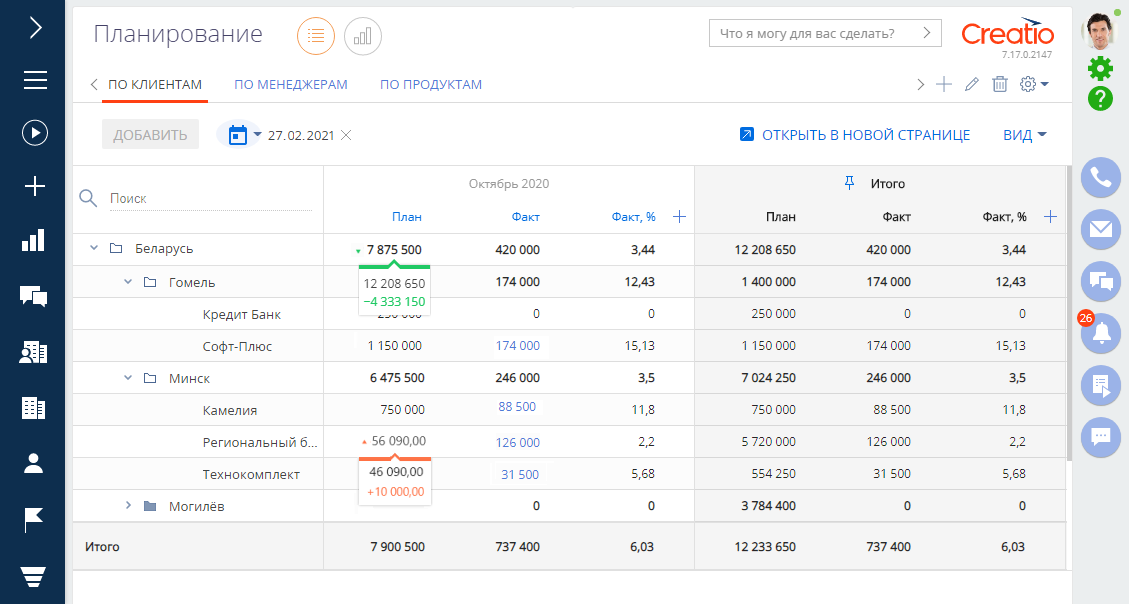 Планирование
Что я могу для вас сделать?
Creatio
7.17.0.2147
ПО КЛИЕНТАМ ПО МЕНЕДЖЕРАМ ПО ПРОДУКТАМ
ДОБАВИТЬ 27.02.2021 ОТКРЫТЬ В НОВОЙ СТРАНИЦЕ ВИД
Октябрь 2020 Итого
Поиск
План Факт Факт, % План Факт Факт, %
Беларусь 7 875 500 420 000 3,44 12 208 650 420 000 3,44
12 208 650
−4 333 150
Гомель 174 000 12,43 1 400 000 174 000 12,43
Кредит Банк 250 000 0 0 250 000 0 0
Софт-Плюс 1 150 000 174 000 15,13 1 150 000 174 000 15,13
Минск 6 475 500 246 000 3,5 7 024 250 246 000 3,5
Камелия 750 000 88 500 11,8 750 000 88 500 11,8
Региональный б... 56 090,00 126 000 2,2 5 720 000 126 000 2,2
46 090,00
+10 000,00
Технокомплект 31 500 5,68 554 250 31 500 5,68
Могилёв 0 0 3 784 400 0 0
Итого 7 900 500 737 400 6,03 12 233 650 737 400 6,03
26